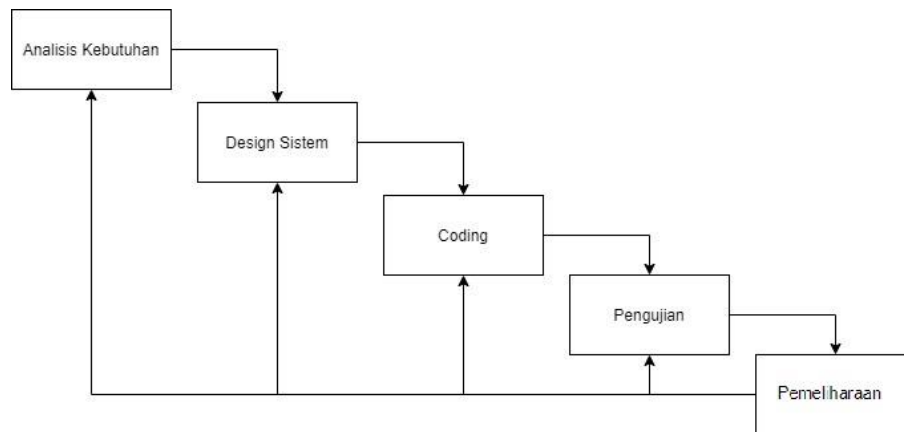 Analisis Kebutuhan
Design Sistem
Coding
Pengujian
Pemeliharaan